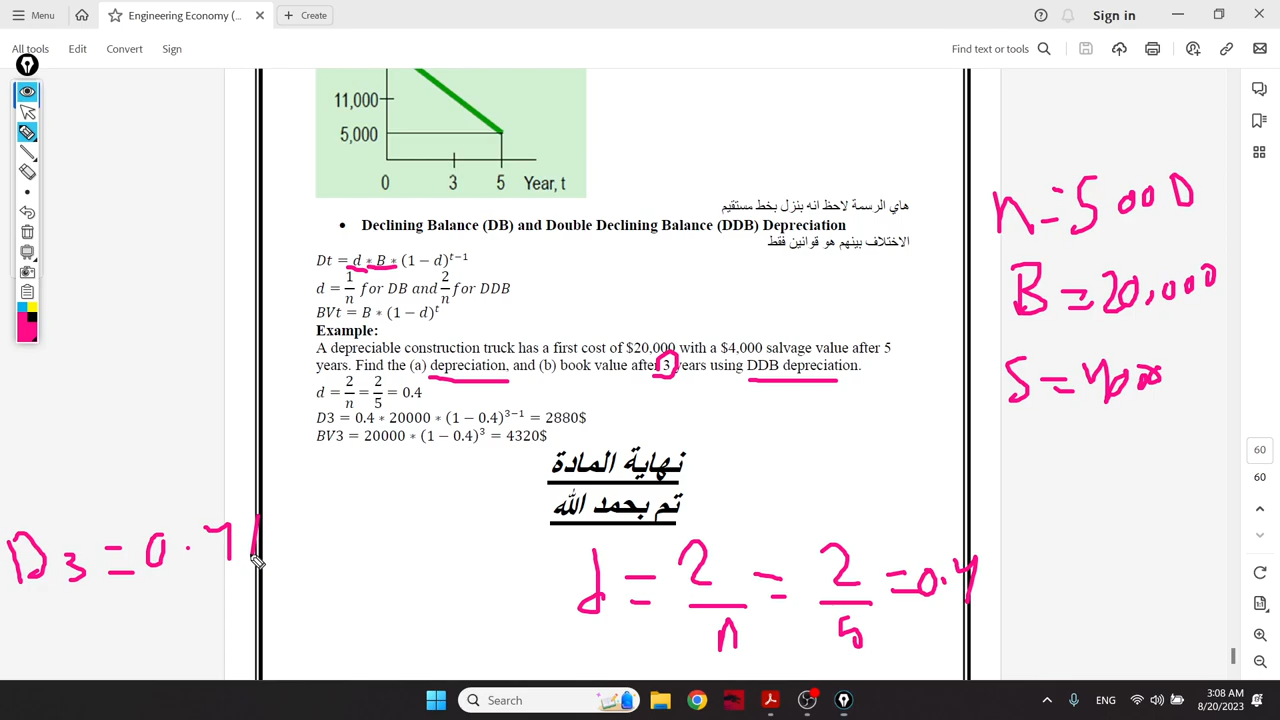 Menu
Engineering Economy (...
Create
Sign in
All tools
Edit
Convert
Sign
Find text or tools
11,000
5,000
0
3
5
Year, t
هاي الرسمة لاحظ انه بنزل بخط مستقيم
• Declining Balance (DB) and Double Declining Balance (DDB) Depreciation
الاختلاف بينهم هو قوانين فقط
Dt = d ∗ B ∗ (1 − d)^{t−1}
d = 1/n for DB and 2/n for DDB
BVt = B ∗ (1 − d)^t
Example:
A depreciable construction truck has a first cost of $20,000 with a $4,000 salvage value after 5
years. Find the (a) depreciation, and (b) book value after 3 years using DDB depreciation.
d = 2/n = 2/5 = 0.4
D3 = 0.4 ∗ 20000 ∗ (1 − 0.4)^{3−1} = 2880$
BV3 = 20000 ∗ (1 − 0.4)^3 = 4320$
نهاية المادة
تم بحمد الله
n=5000
B=20,000
S=4000
D3=0.4
d = 2/n = 2/5 =0.4
60
60
Search
ENG
3:08 AM
8/20/2023